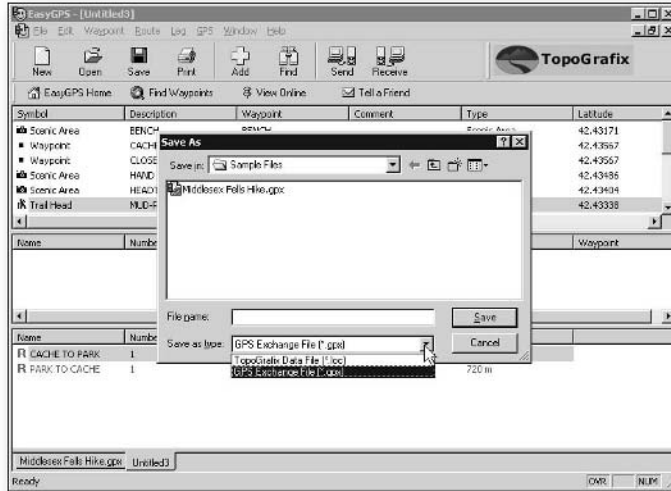 EasyGPS - [Untitled3]
File Edit Waypoint Route Leg GPS Window Help
New Open Save Print Add Find Send Receive
TopoGrafix
EasyGPS Home Find Waypoints View Online Tell a Friend
Symbol Description Waypoint Comment Type Latitude
Scenic Area BENCH BENCH Scenic Area 42.43171
Waypoint CACHE 42.43567
Waypoint CLOSE 42.43567
Scenic Area HAND 42.43486
Scenic Area HEADT 42.43404
Trail Head MUD-F 42.43338
Save As
Save in: Sample Files
Middlesex Fells Hike.gpx
File name: Save
Save as type: GPS Exchange File (*.gpx) Cancel
TopoGrafix Data File (*.loc)
GPS Exchange File (*.gpx)
Name Numbe Waypoint
Name Numbe
R CACHE TO PARK 1
R PARK TO CACHE 1 720 m
Middlesex Fells Hike.gpx Untitled3
Ready OVR NUM